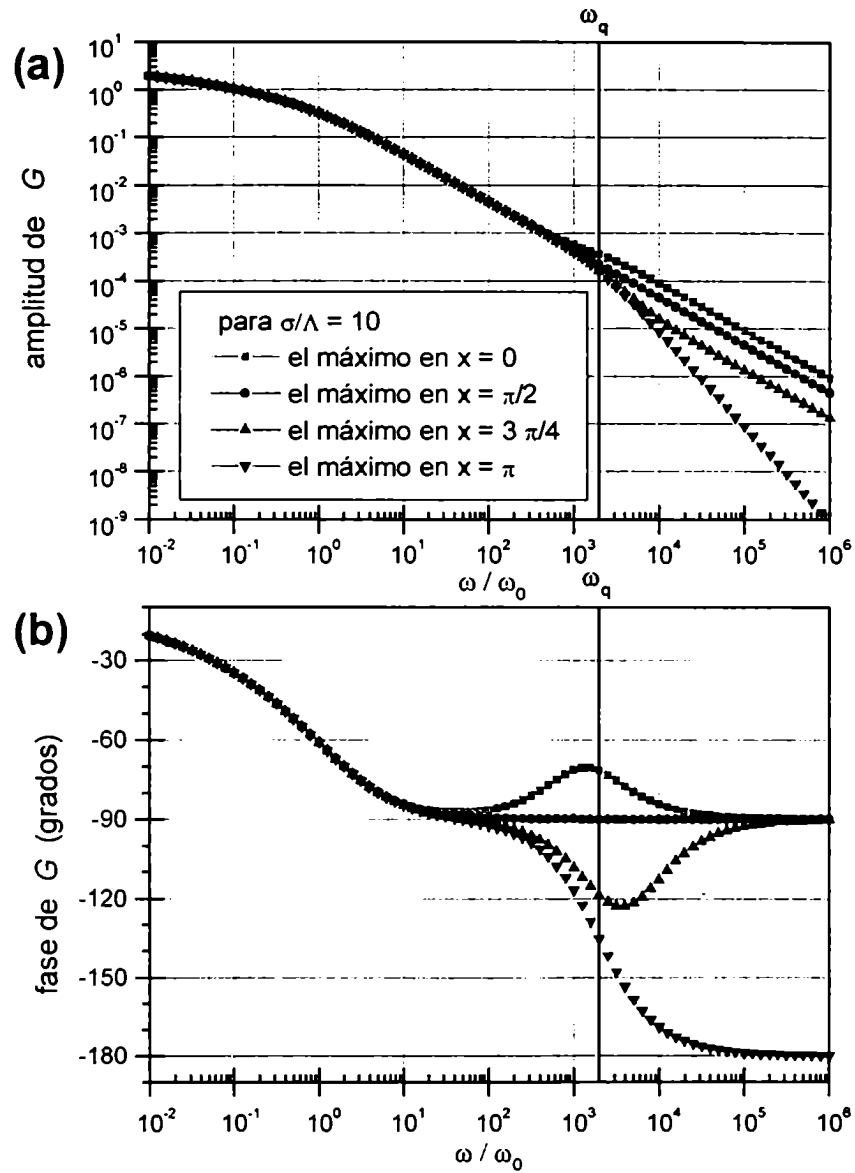 ω_q
(a)
10^1
10^0
10^-1
10^-2
10^-3
10^-4
10^-5
10^-6
10^-7
10^-8
10^-9
amplitud de G
para σ/Λ = 10
el máximo en x = 0
el máximo en x = π/2
el máximo en x = 3 π/4
el máximo en x = π
10^-2 10^-1 10^0 10^1 10^2 10^3 10^4 10^5 10^6
ω / ω_0
ω_q
(b)
-30
-60
-90
-120
-150
-180
fase de G (grados)
10^-2 10^-1 10^0 10^1 10^2 10^3 10^4 10^5 10^6
ω / ω_0